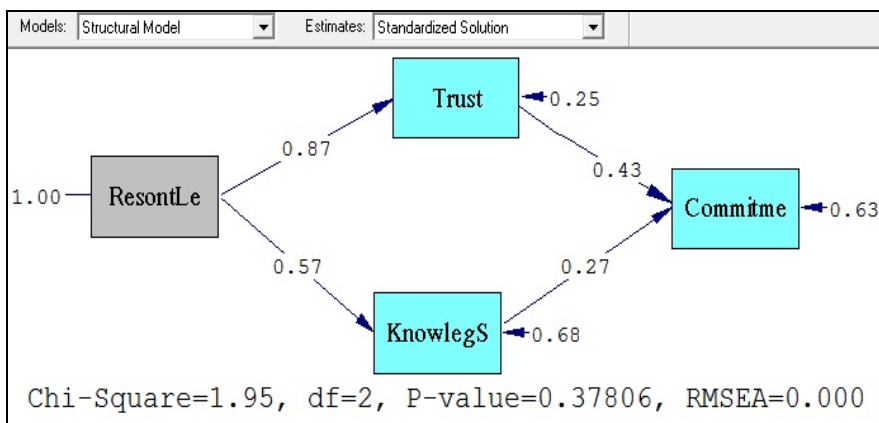 Models: Structural Model Estimates: Standardized Solution
Trust
0.25
0.87
0.43
1.00
ResontLe
Commitme
0.63
0.57
0.27
KnowlegS
0.68
Chi-Square=1.95, df=2, P-value=0.37806, RMSEA=0.000